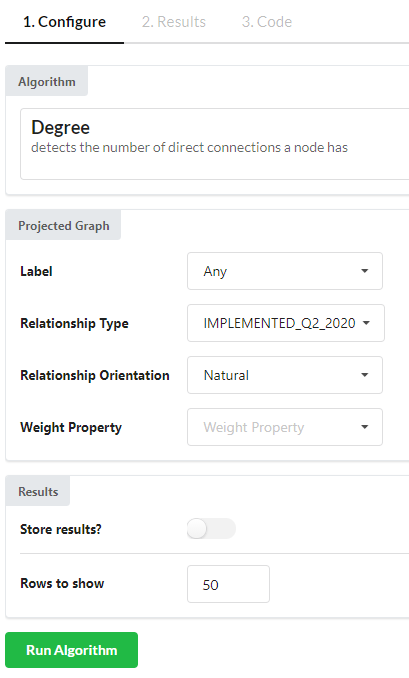 1. Configure 2. Results 3. Code
Algorithm
Degree
detects the number of direct connections a node has
Projected Graph
Label Any
Relationship Type IMPLEMENTED_Q2_2020
Relationship Orientation Natural
Weight Property Weight Property
Results
Store results?
Rows to show 50
Run Algorithm